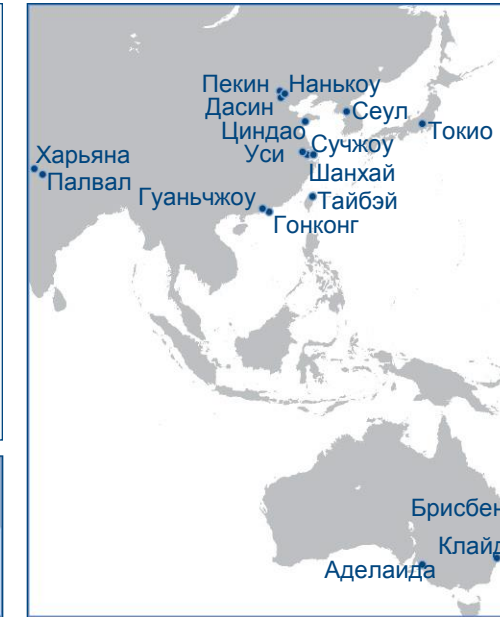 Пекин Нанькоу
Дасин
Сеул
Циндао
Токио
Уси Сучжоу
Харьяна
Шанхай
Палвал
Гуаньчжоу
Тайбэй
Гонконг
Брисбен
Клайд
Аделаида